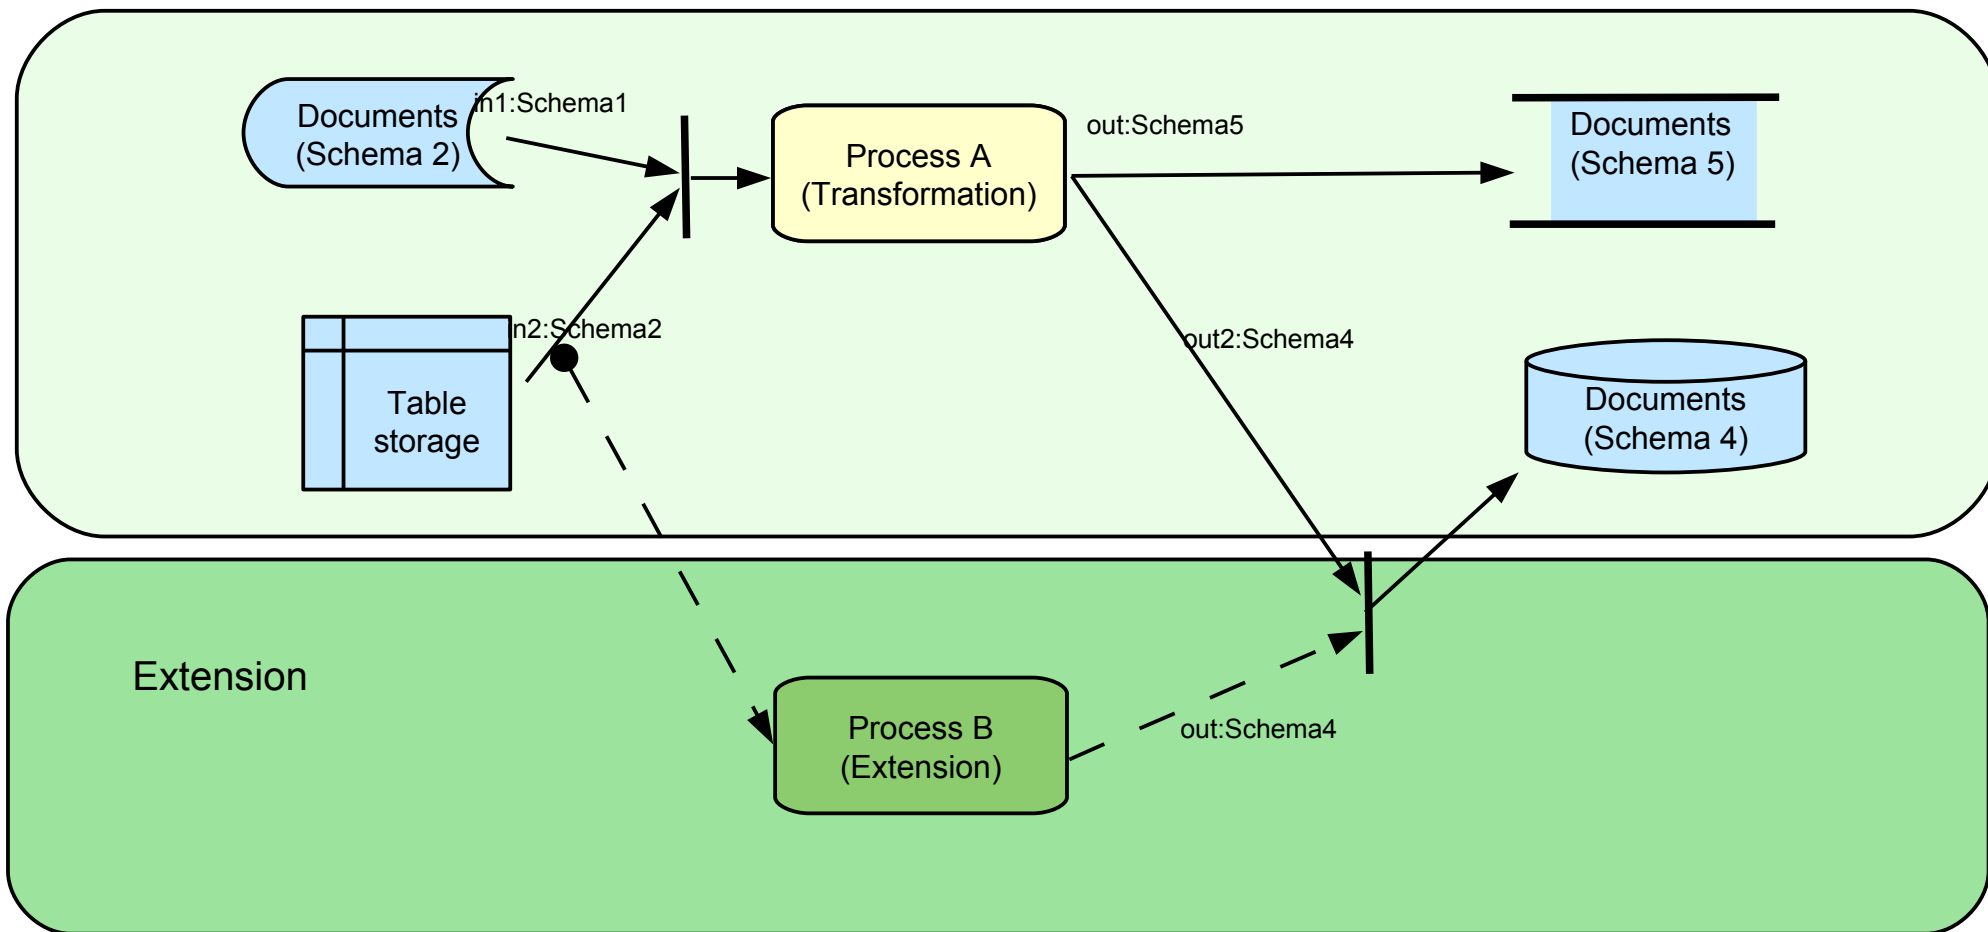 Documents
(Schema 2)
in1:Schema1
Process A
(Transformation)
out:Schema5
Documents
(Schema 5)
in2:Schema2
Table
storage
out2:Schema4
Documents
(Schema 4)
Extension
Process B
(Extension)
out:Schema4